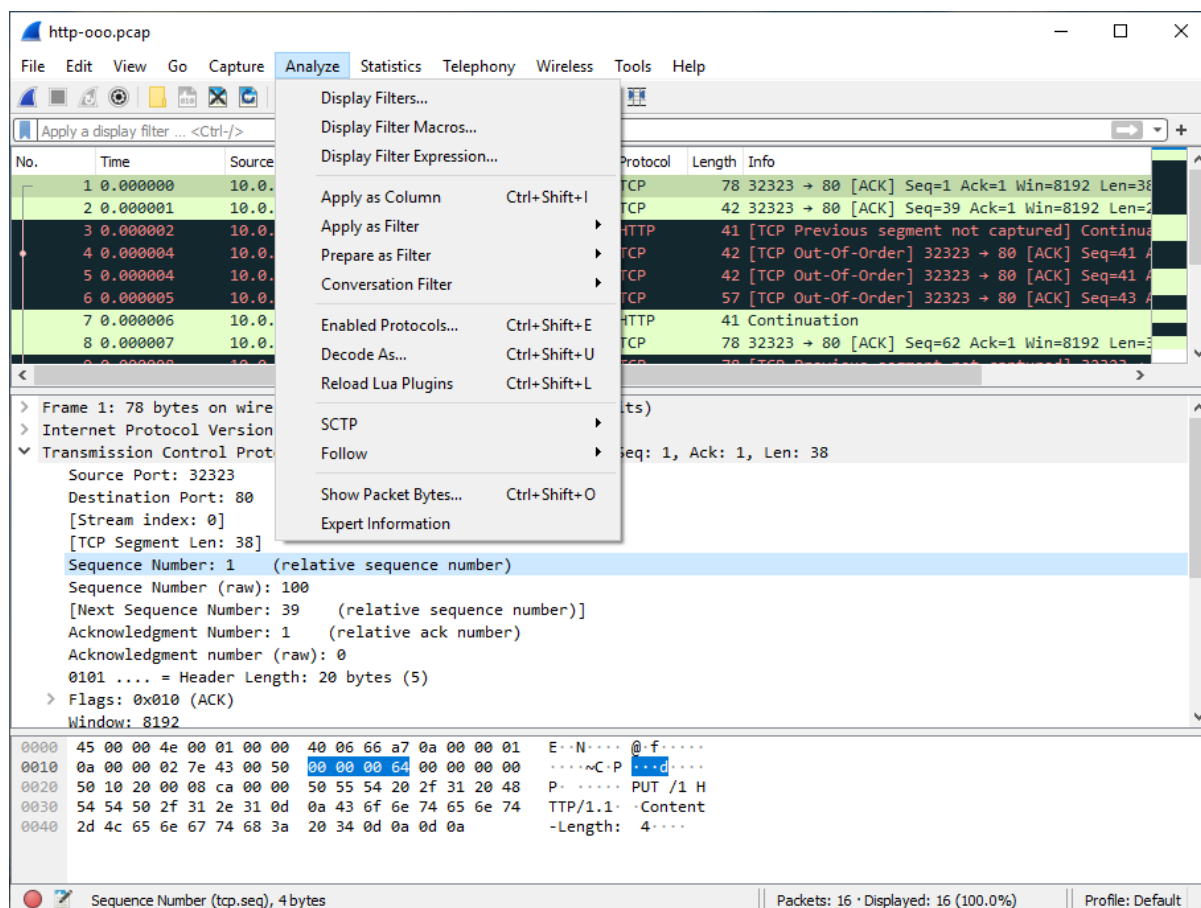 http-ooo.pcap
File Edit View Go Capture Analyze Statistics Telephony Wireless Tools Help
Display Filters...
Display Filter Macros...
Display Filter Expression...
Apply as Column Ctrl+Shift+I
Apply as Filter
Prepare as Filter
Conversation Filter
Enabled Protocols... Ctrl+Shift+E
Decode As... Ctrl+Shift+U
Reload Lua Plugins Ctrl+Shift+L
SCTP
Follow
Show Packet Bytes... Ctrl+Shift+O
Expert Information
Apply a display filter ... <Ctrl-/> +
No. Time Source Protocol Length Info
1 0.000000 10.0. TCP 78 32323 → 80 [ACK] Seq=1 Ack=1 Win=8192 Len=38
2 0.000001 10.0. TCP 42 32323 → 80 [ACK] Seq=39 Ack=1 Win=8192 Len=2
3 0.000002 10.0. HTTP 41 [TCP Previous segment not captured] Continua
4 0.000004 10.0. TCP 42 [TCP Out-Of-Order] 32323 → 80 [ACK] Seq=41 A
5 0.000004 10.0. TCP 42 [TCP Out-Of-Order] 32323 → 80 [ACK] Seq=41 A
6 0.000005 10.0. TCP 57 [TCP Out-Of-Order] 32323 → 80 [ACK] Seq=43 A
7 0.000006 10.0. HTTP 41 Continuation
8 0.000007 10.0. TCP 78 32323 → 80 [ACK] Seq=62 Ack=1 Win=8192 Len=3
Frame 1: 78 bytes on wire its)
Internet Protocol Version
Transmission Control Prot Seq: 1, Ack: 1, Len: 38
Source Port: 32323
Destination Port: 80
[Stream index: 0]
[TCP Segment Len: 38]
Sequence Number: 1 (relative sequence number)
Sequence Number (raw): 100
[Next Sequence Number: 39 (relative sequence number)]
Acknowledgment Number: 1 (relative ack number)
Acknowledgment number (raw): 0
0101 .... = Header Length: 20 bytes (5)
Flags: 0x010 (ACK)
Window: 8192
0000 45 00 00 4e 00 01 00 00 40 06 66 a7 0a 00 00 01 E··N···· @·f·····
0010 0a 00 00 02 7e 43 00 50 00 00 00 64 00 00 00 00 ····~C·P ···d····
0020 50 10 20 00 08 ca 00 00 50 55 54 20 2f 31 20 48 P· ····· PUT /1 H
0030 54 54 50 2f 31 2e 31 0d 0a 43 6f 6e 74 65 6e 74 TTP/1.1· ·Content
0040 2d 4c 65 6e 67 74 68 3a 20 34 0d 0a 0d 0a -Length: 4····
Sequence Number (tcp.seq), 4 bytes Packets: 16 · Displayed: 16 (100.0%) Profile: Default